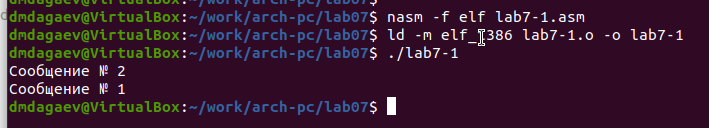 dmdagaev@VirtualBox:~/work/arch-pc/lab07$ nasm -f elf lab7-1.asm
dmdagaev@VirtualBox:~/work/arch-pc/lab07$ ld -m elf_i386 lab7-1.o -o lab7-1
dmdagaev@VirtualBox:~/work/arch-pc/lab07$ ./lab7-1
Сообщение № 2
Сообщение № 1
dmdagaev@VirtualBox:~/work/arch-pc/lab07$